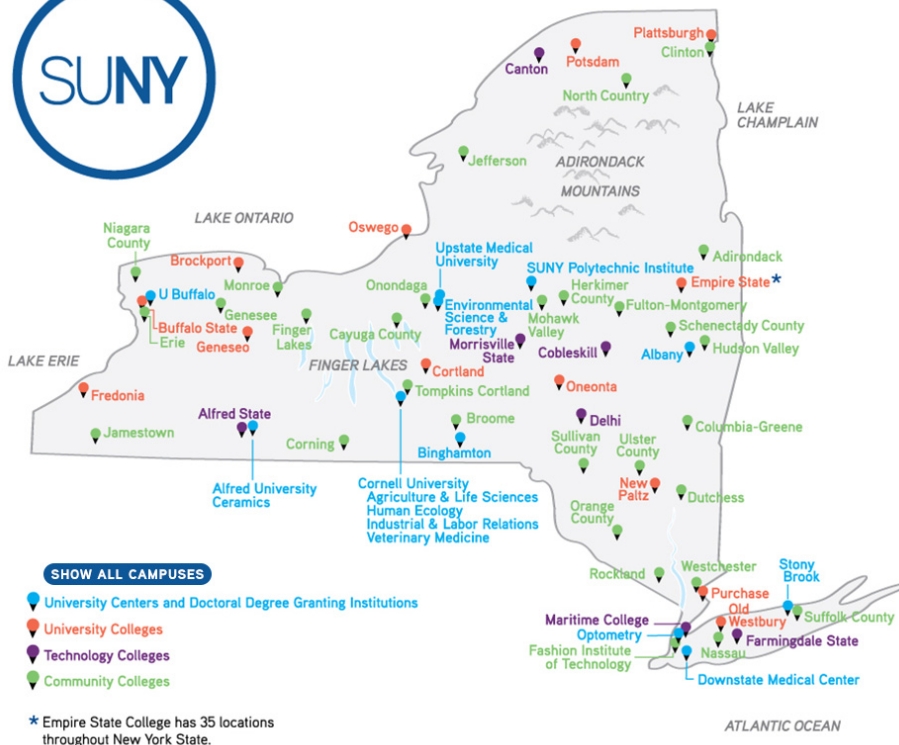 SUNY
Plattsburgh
Clinton
Potsdam
Canton
North Country
LAKE
CHAMPLAIN
Jefferson
ADIRONDACK
MOUNTAINS
LAKE ONTARIO
Oswego
Niagara
County
Brockport
Monroe
U Buffalo
Genesee
Buffalo State
Erie
Geneseo
Finger
Lakes
Cayuga County
Onondaga
Upstate Medical
University
Environmental
Science &
Forestry
SUNY Polytechnic Institute
Herkimer
County
Mohawk
Valley
Morrisville
State
Cobleskill
Adirondack
Empire State*
Fulton-Montgomery
Schenectady County
Albany
Hudson Valley
LAKE ERIE
FINGER LAKES
Cortland
Tompkins Cortland
Oneonta
Fredonia
Jamestown
Alfred State
Corning
Broome
Binghamton
Delhi
Columbia-Greene
Sullivan
County
Ulster
County
New
Paltz
Dutchess
Orange
County
Alfred University
Ceramics
Cornell University
Agriculture & Life Sciences
Human Ecology
Industrial & Labor Relations
Veterinary Medicine
Rockland
Westchester
Purchase
Old
Westbury
Stony
Brook
Suffolk County
Maritime College
Optometry
Fashion Institute
of Technology
Nassau
Farmingdale State
Downstate Medical Center
SHOW ALL CAMPUSES
University Centers and Doctoral Degree Granting Institutions
University Colleges
Technology Colleges
Community Colleges
* Empire State College has 35 locations
throughout New York State.
ATLANTIC OCEAN